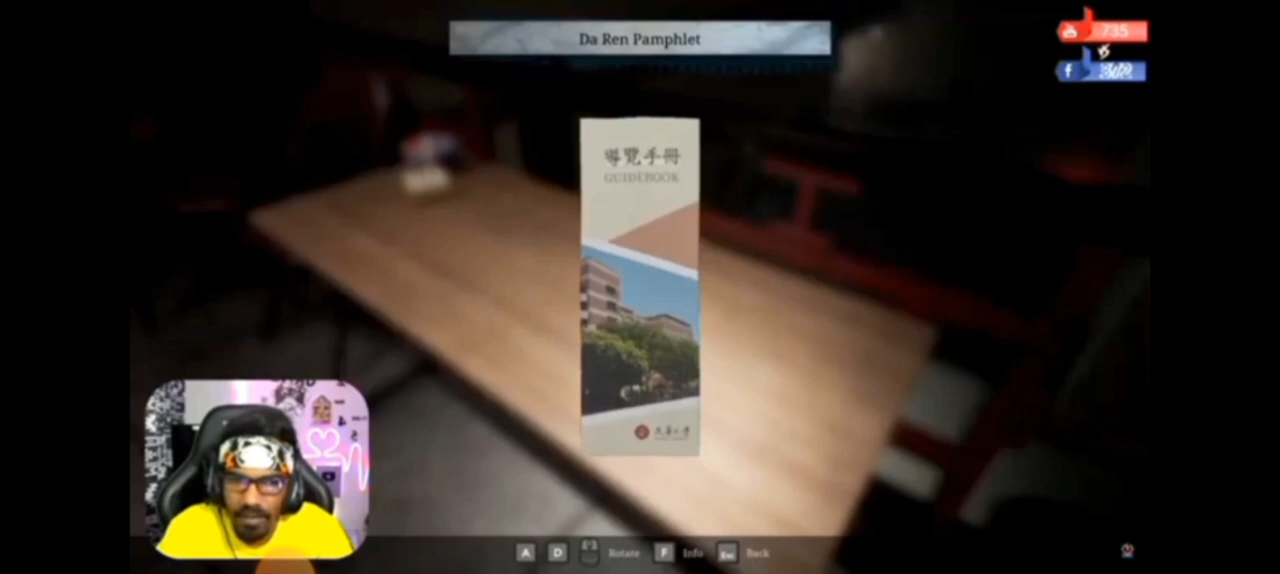 Da Ren Pamphlet
735
導覽手冊
GUIDEBOOK
A D Rotate F Info Esc Back